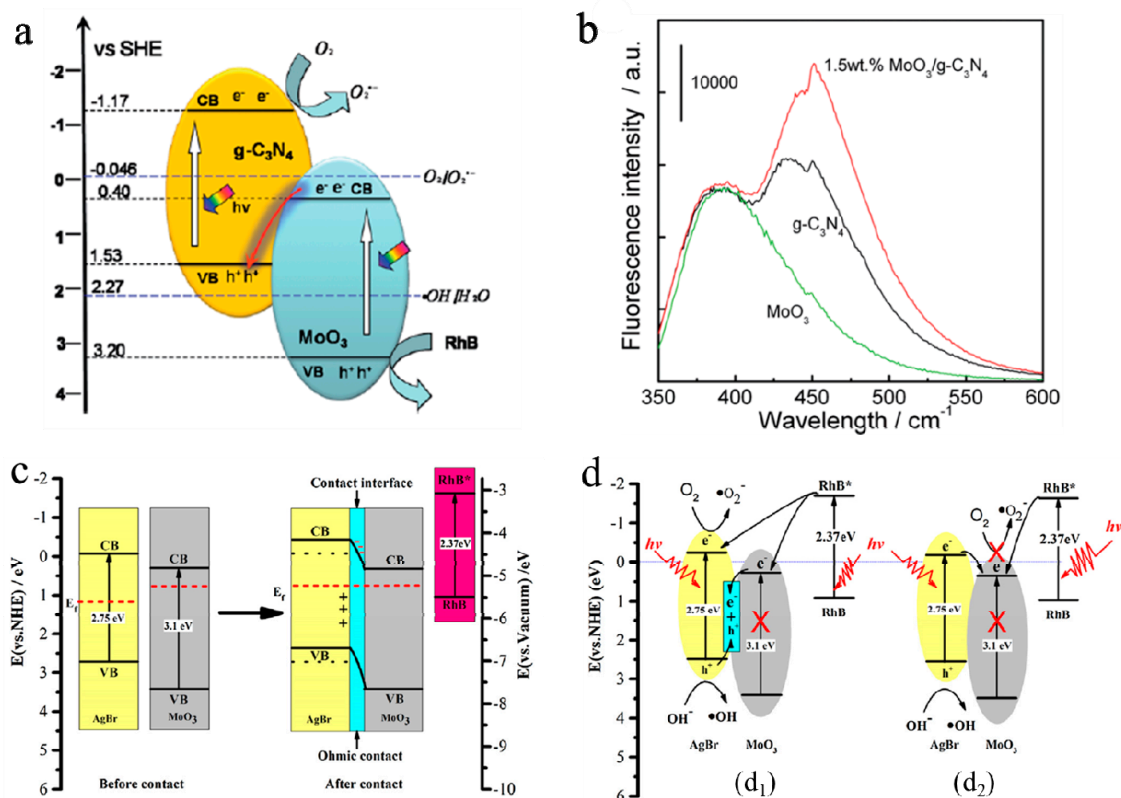 a
vs SHE
-2
-1.17
-1
-0.046
0
0.40
1
1.53
2
2.27
3
3.20
4
O₂
O₂•−
CB e⁻ e⁻
g-C₃N₄
O₂/O₂•−
e⁻ e⁻ CB
hv
VB h⁺ h⁺
•OH/H₂O
MoO₃
RhB
VB h⁺ h⁺
b
10000
1.5wt.% MoO₃/g-C₃N₄
g-C₃N₄
MoO₃
Fluorescence intensity / a.u.
350 400 450 500 550 600
Wavelength / cm⁻¹
c
E(vs.NHE) / eV
-2
-1
0
1
2
3
4
5
6
CB
CB
E_f
2.75 eV
3.1 eV
VB
VB
AgBr
MoO₃
Before contact
Contact interface
CB
CB
E_f
+
+
+
VB
VB
AgBr
MoO₃
Ohmic contact
After contact
RhB*
2.37eV
RhB
-3
-4
-5
-6
-7
-8
-9
-10
E(vs.Vacuum) /eV
d
E(vs.NHE) (eV)
-2
-1
0
1
2
3
4
5
6
O₂ •O₂⁻
RhB*
hν
e⁻
e⁻
2.37eV
hν
RhB
2.75 eV
e⁻
+
h⁺
X
3.1 eV
h⁺
OH⁻ •OH
AgBr MoO₃
(d₁)
O₂ •O₂⁻
RhB*
X
hν
e⁻
e
2.37eV
hν
RhB
2.75 eV
X
3.1 eV
h⁺
OH⁻ •OH
AgBr MoO₃
(d₂)